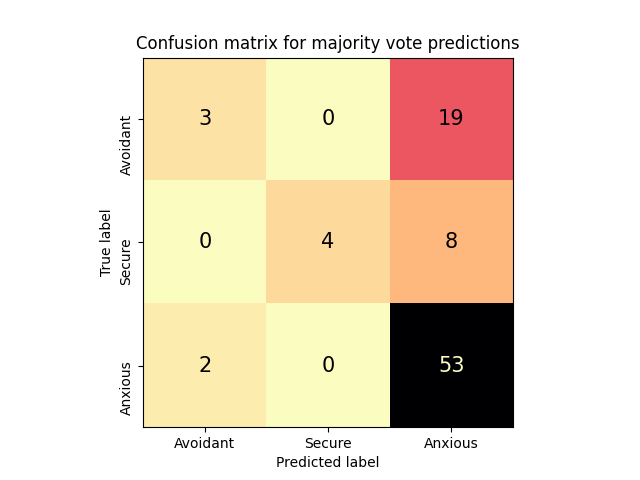 Confusion matrix for majority vote predictions
True label
Avoidant
3 0 19
Secure
0 4 8
Anxious
2 0 53
Avoidant Secure Anxious
Predicted label